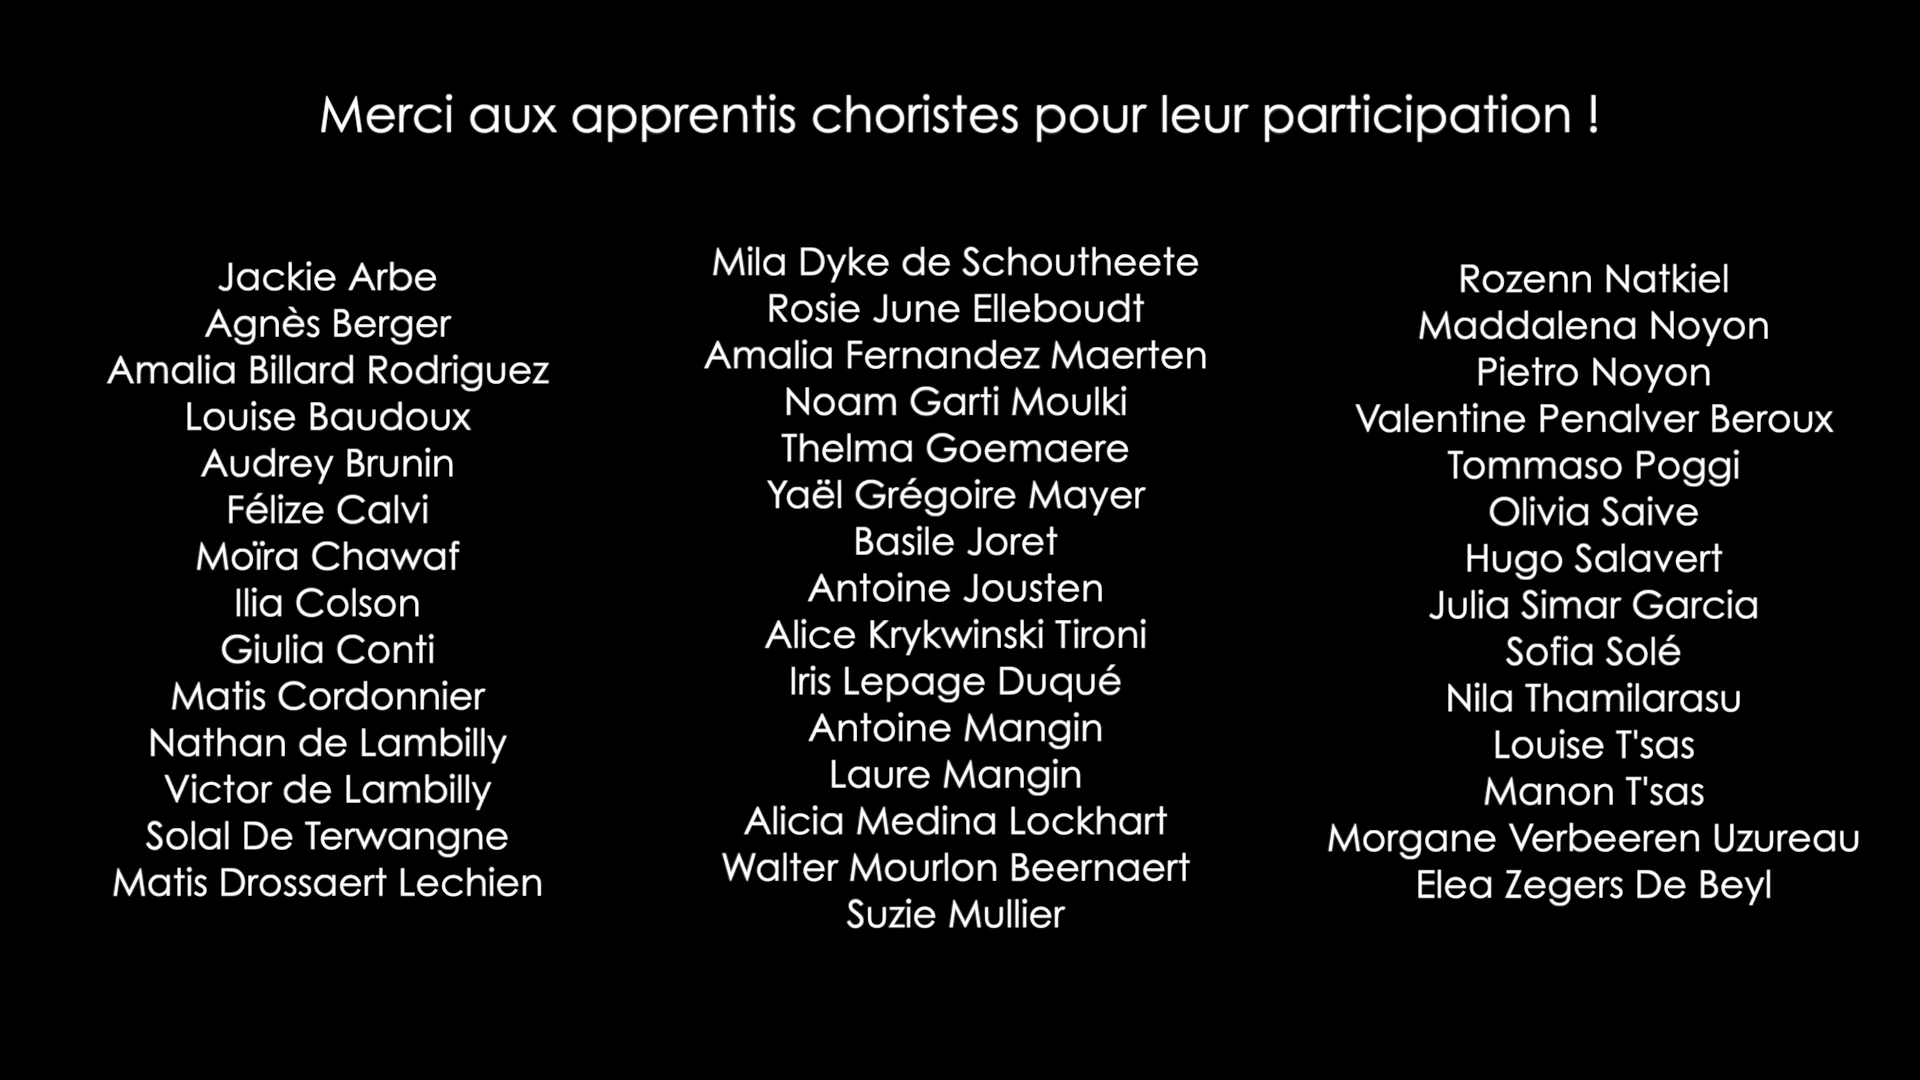 Merci aux apprentis choristes pour leur participation !
Jackie Arbe
Agnès Berger
Amalia Billard Rodriguez
Louise Baudoux
Audrey Brunin
Félize Calvi
Moïra Chawaf
Ilia Colson
Giulia Conti
Matis Cordonnier
Nathan de Lambilly
Victor de Lambilly
Solal De Terwangne
Matis Drossaert Lechien
Mila Dyke de Schoutheete
Rosie June Elleboudt
Amalia Fernandez Maerten
Noam Garti Moulki
Thelma Goemaere
Yaël Grégoire Mayer
Basile Joret
Antoine Jousten
Alice Krykwinski Tironi
Iris Lepage Duqué
Antoine Mangin
Laure Mangin
Alicia Medina Lockhart
Walter Mourlon Beernaert
Suzie Mullier
Rozenn Natkiel
Maddalena Noyon
Pietro Noyon
Valentine Penalver Beroux
Tommaso Poggi
Olivia Saive
Hugo Salavert
Julia Simar Garcia
Sofia Solé
Nila Thamilarasu
Louise T'sas
Manon T'sas
Morgane Verbeeren Uzureau
Elea Zegers De Beyl